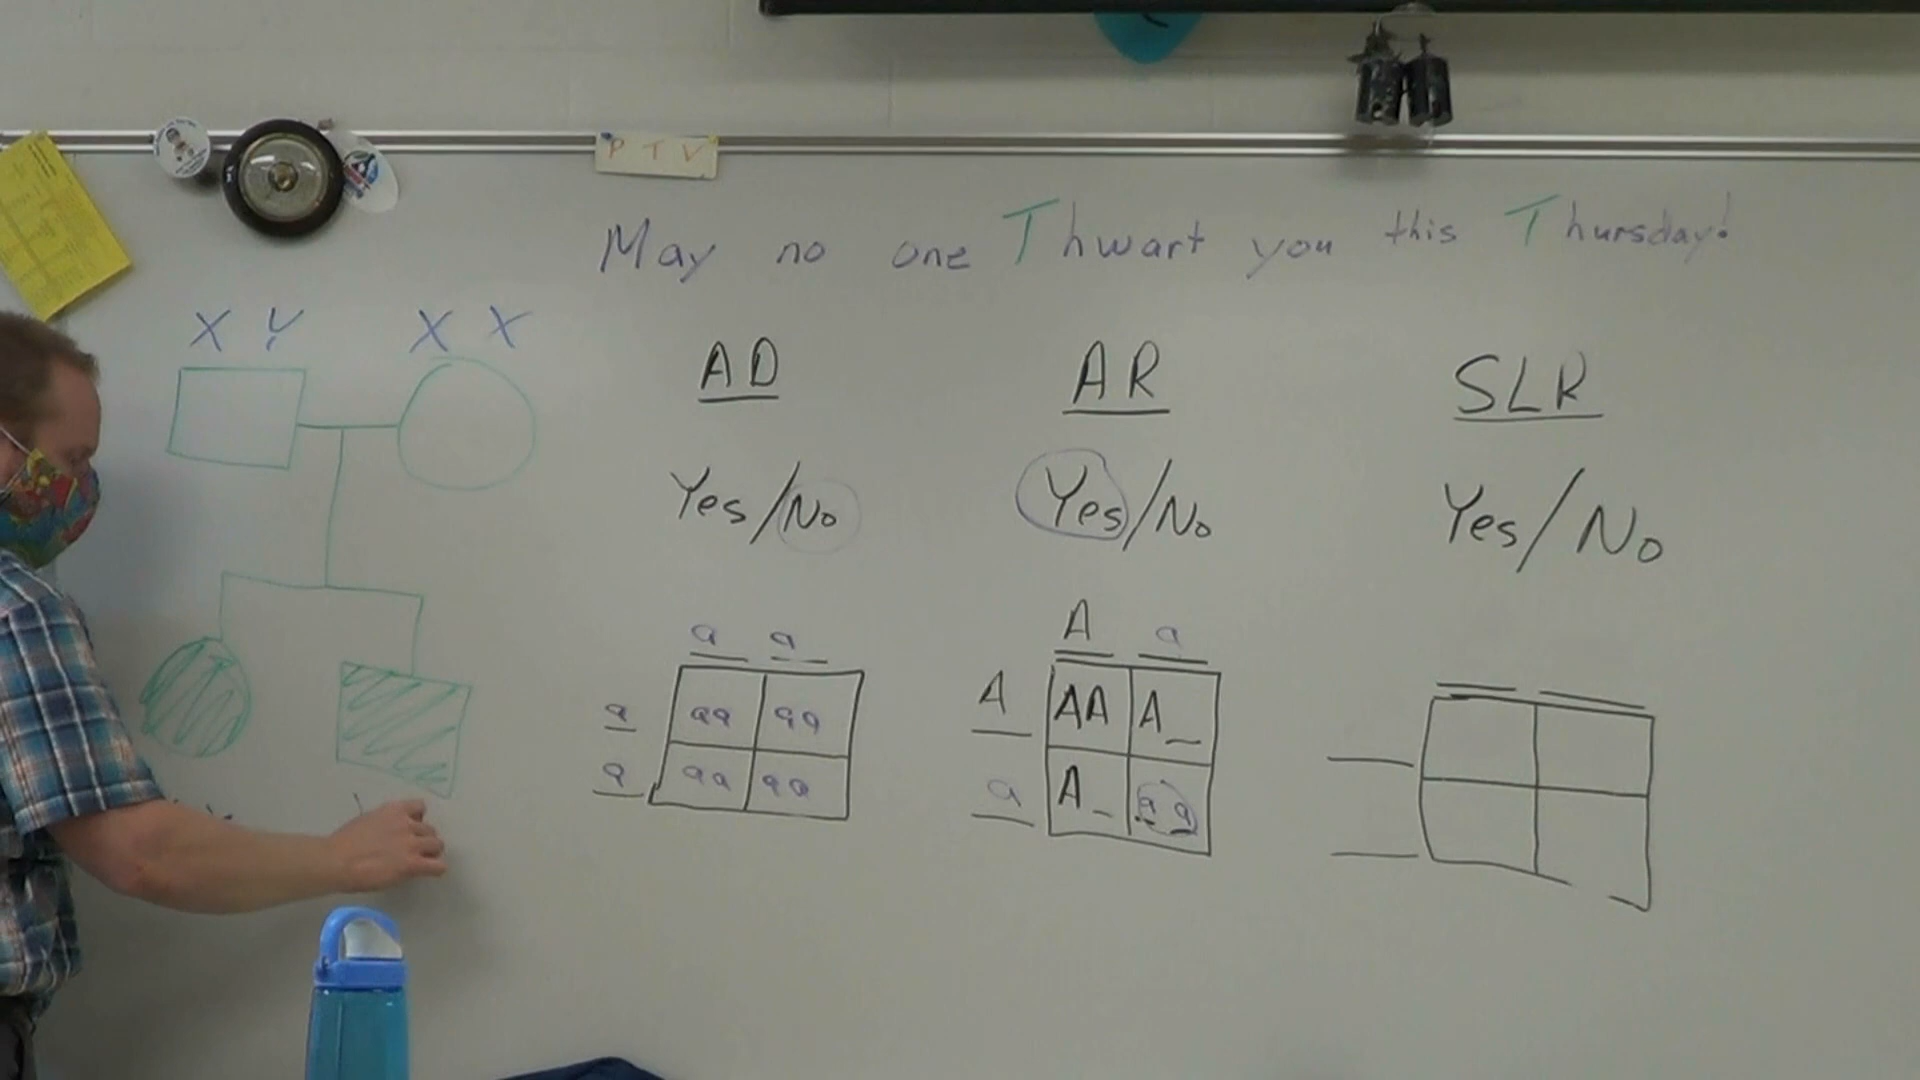 P T V
May no one Thwart you this Thursday!
X Y X X
AD AR SLR
Yes/No Yes/No Yes/No
a a A a
a aa aa A AA A_
a aa aa a A_ aa